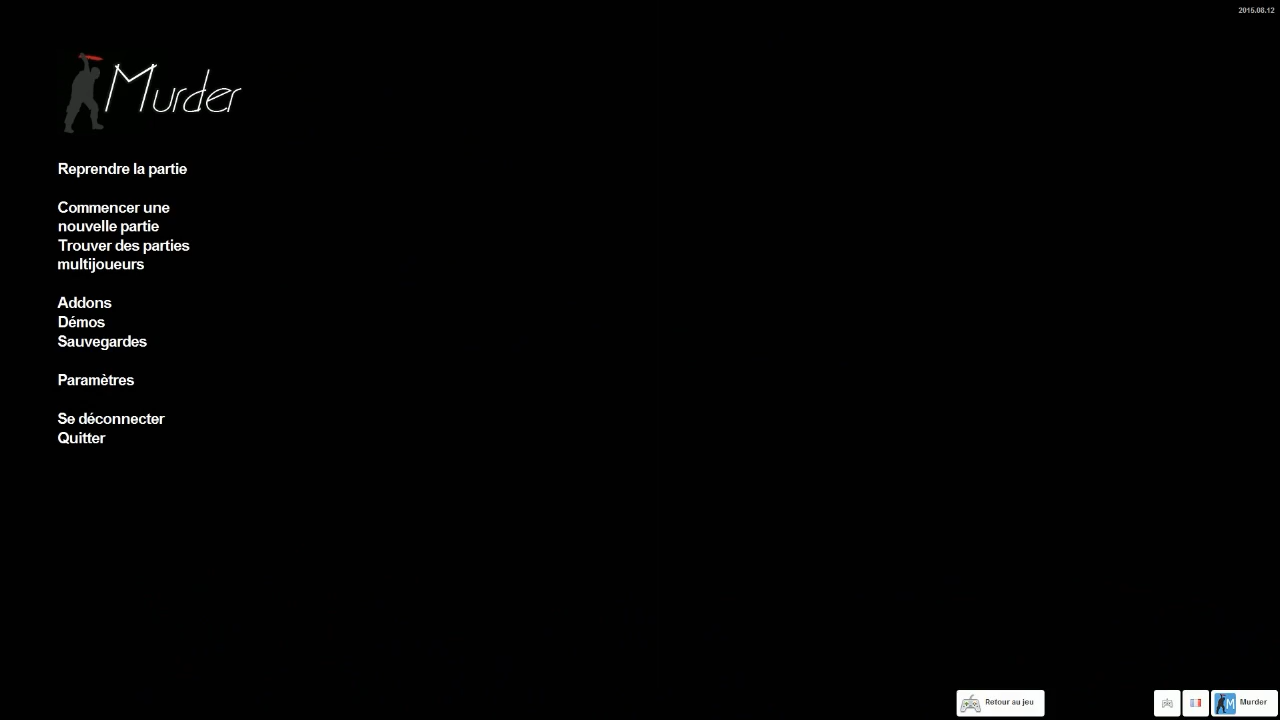 2015.08.12
Murder
Reprendre la partie
Commencer une
nouvelle partie
Trouver des parties
multijoueurs
Addons
Démos
Sauvegardes
Paramètres
Se déconnecter
Quitter
Retour au jeu
M
Murder